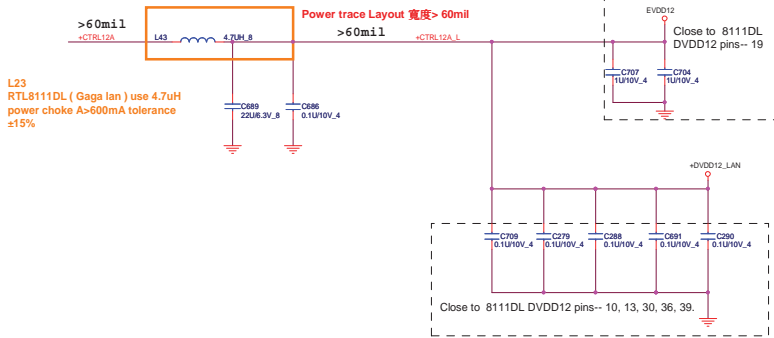 Power trace Layout 寬度> 60mil
>60mil
+CTRL12A
L43
4.7UH_8
>60mil
+CTRL12A_L
EVDD12
Close to 8111DL
DVDD12 pins-- 19
C707
1U/10V_4
C704
1U/10V_4
L23
RTL8111DL ( Gaga lan ) use 4.7uH
power choke A>600mA tolerance
±15%
C689
22U/6.3V_8
C686
0.1U/10V_4
+DVDD12_LAN
C709
0.1U/10V_4
C279
0.1U/10V_4
C288
0.1U/10V_4
C691
0.1U/10V_4
C290
0.1U/10V_4
Close to 8111DL DVDD12 pins-- 10, 13, 30, 36, 39.